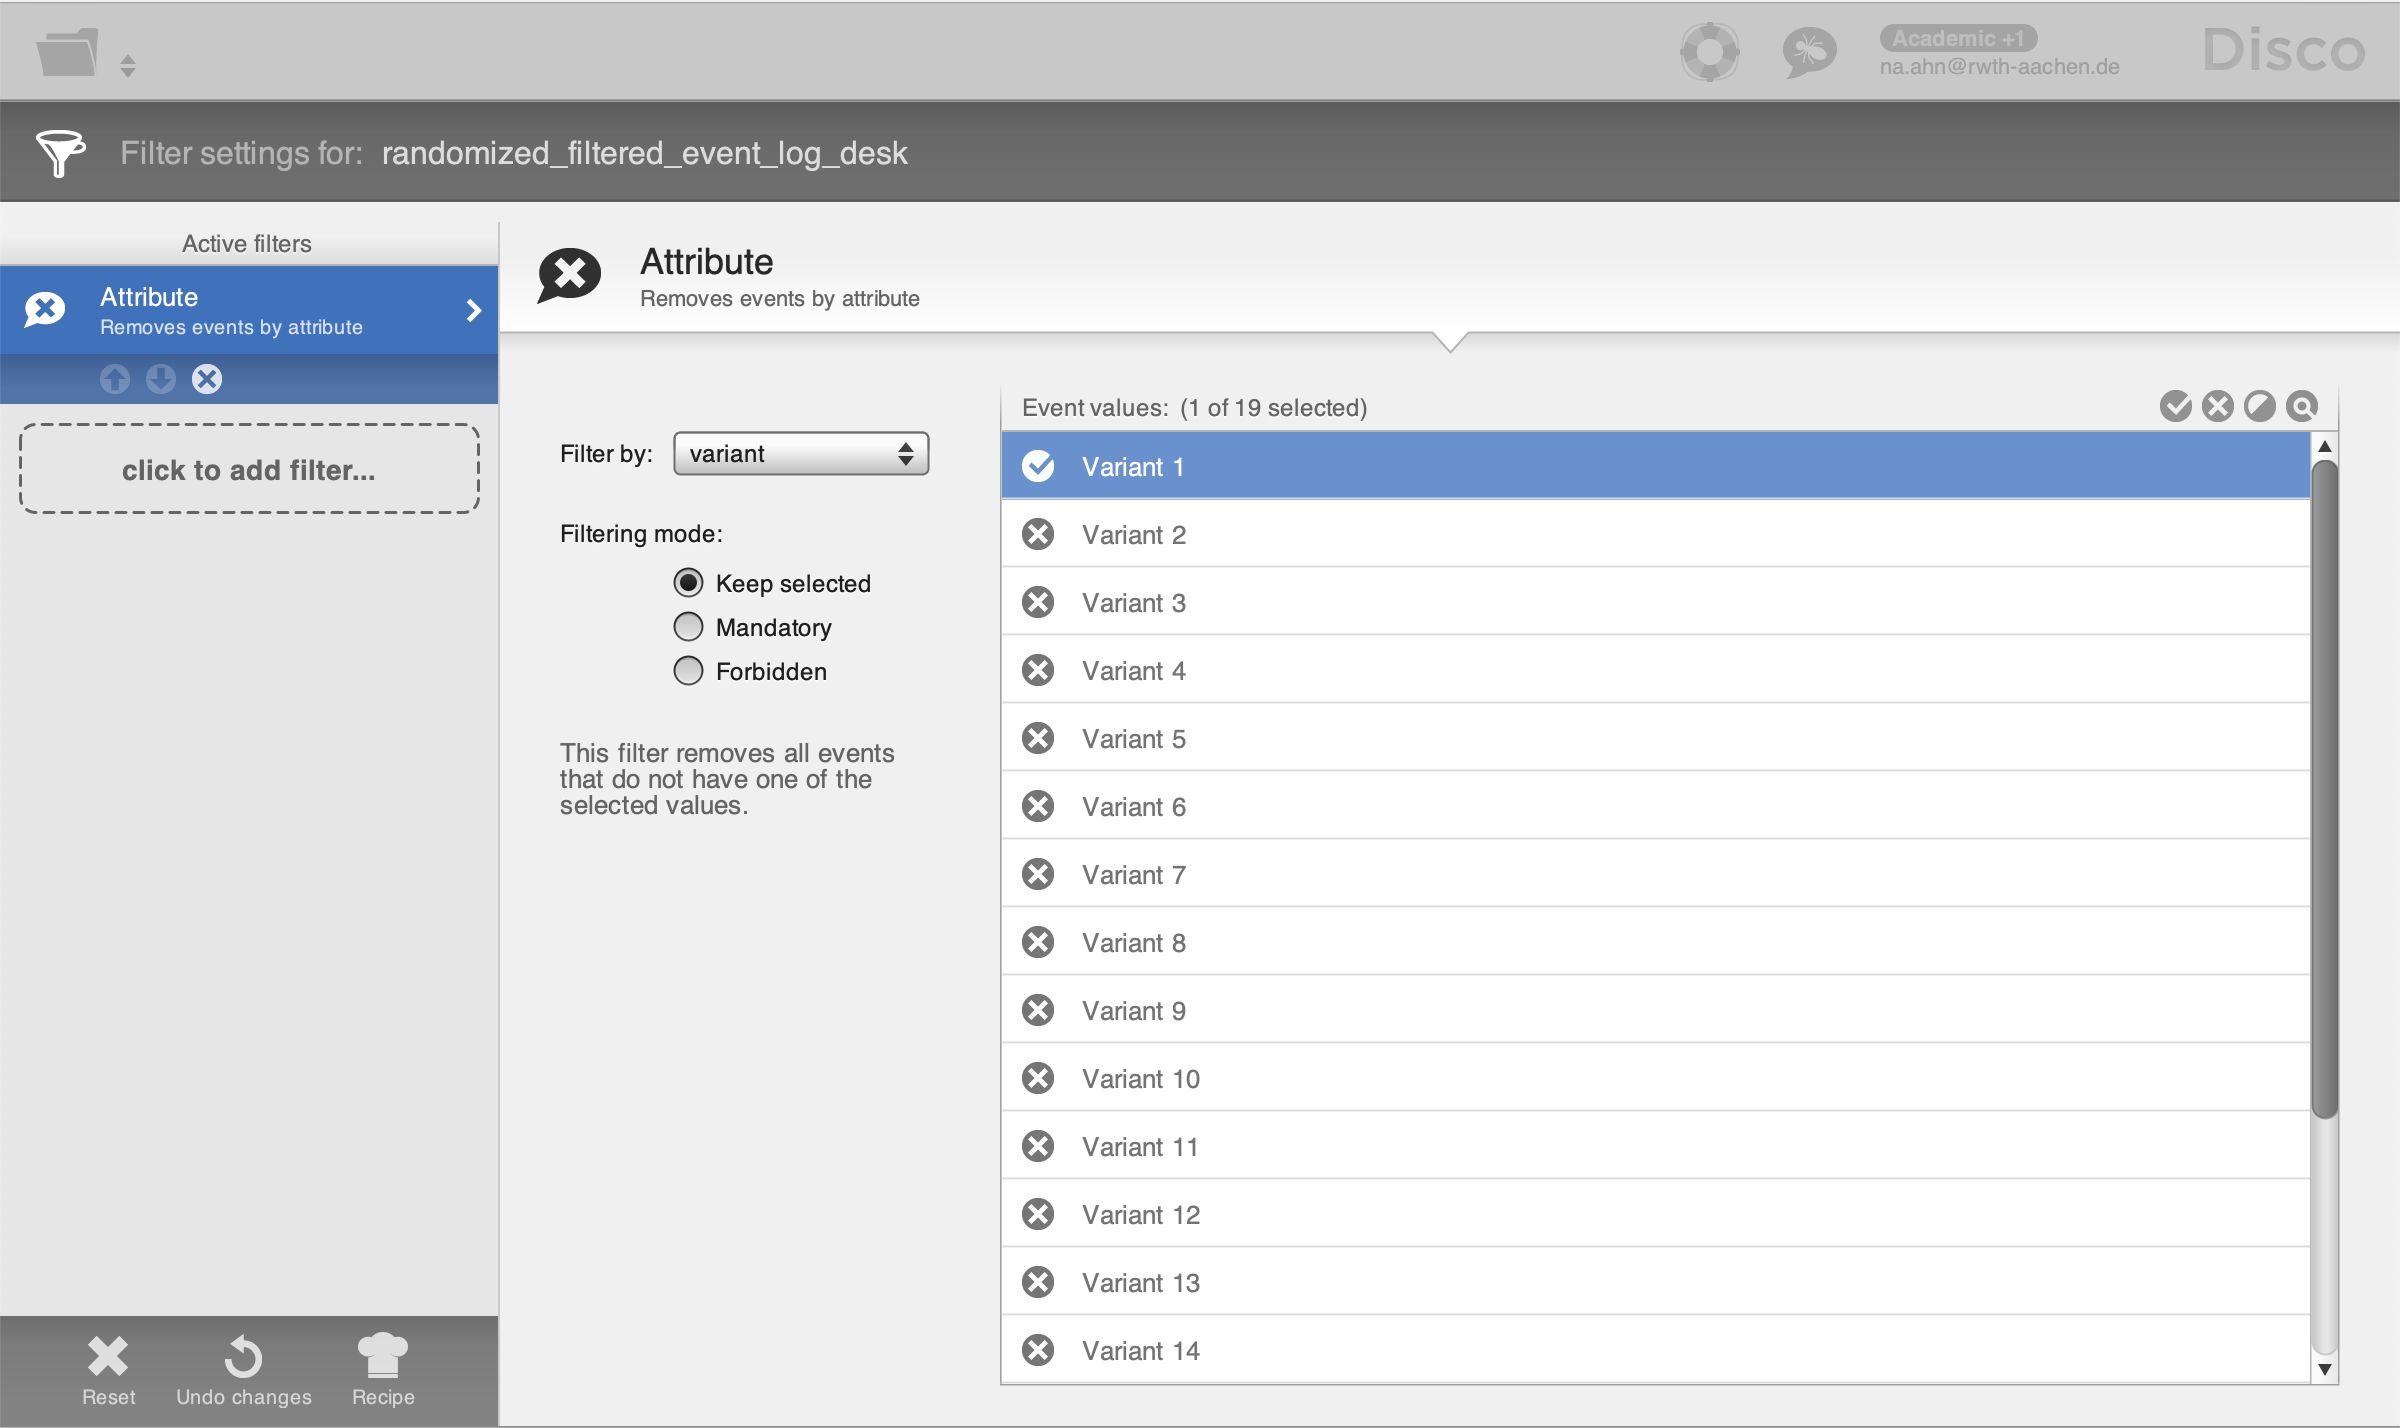 Academic +1
na.ahn@rwth-aachen.de
Disco
Filter settings for: randomized_filtered_event_log_desk
Active filters
Attribute
Removes events by attribute
click to add filter...
Reset
Undo changes
Recipe
Attribute
Removes events by attribute
Filter by: variant
Filtering mode:
Keep selected
Mandatory
Forbidden
This filter removes all events
that do not have one of the
selected values.
Event values: (1 of 19 selected)
Variant 1
Variant 2
Variant 3
Variant 4
Variant 5
Variant 6
Variant 7
Variant 8
Variant 9
Variant 10
Variant 11
Variant 12
Variant 13
Variant 14